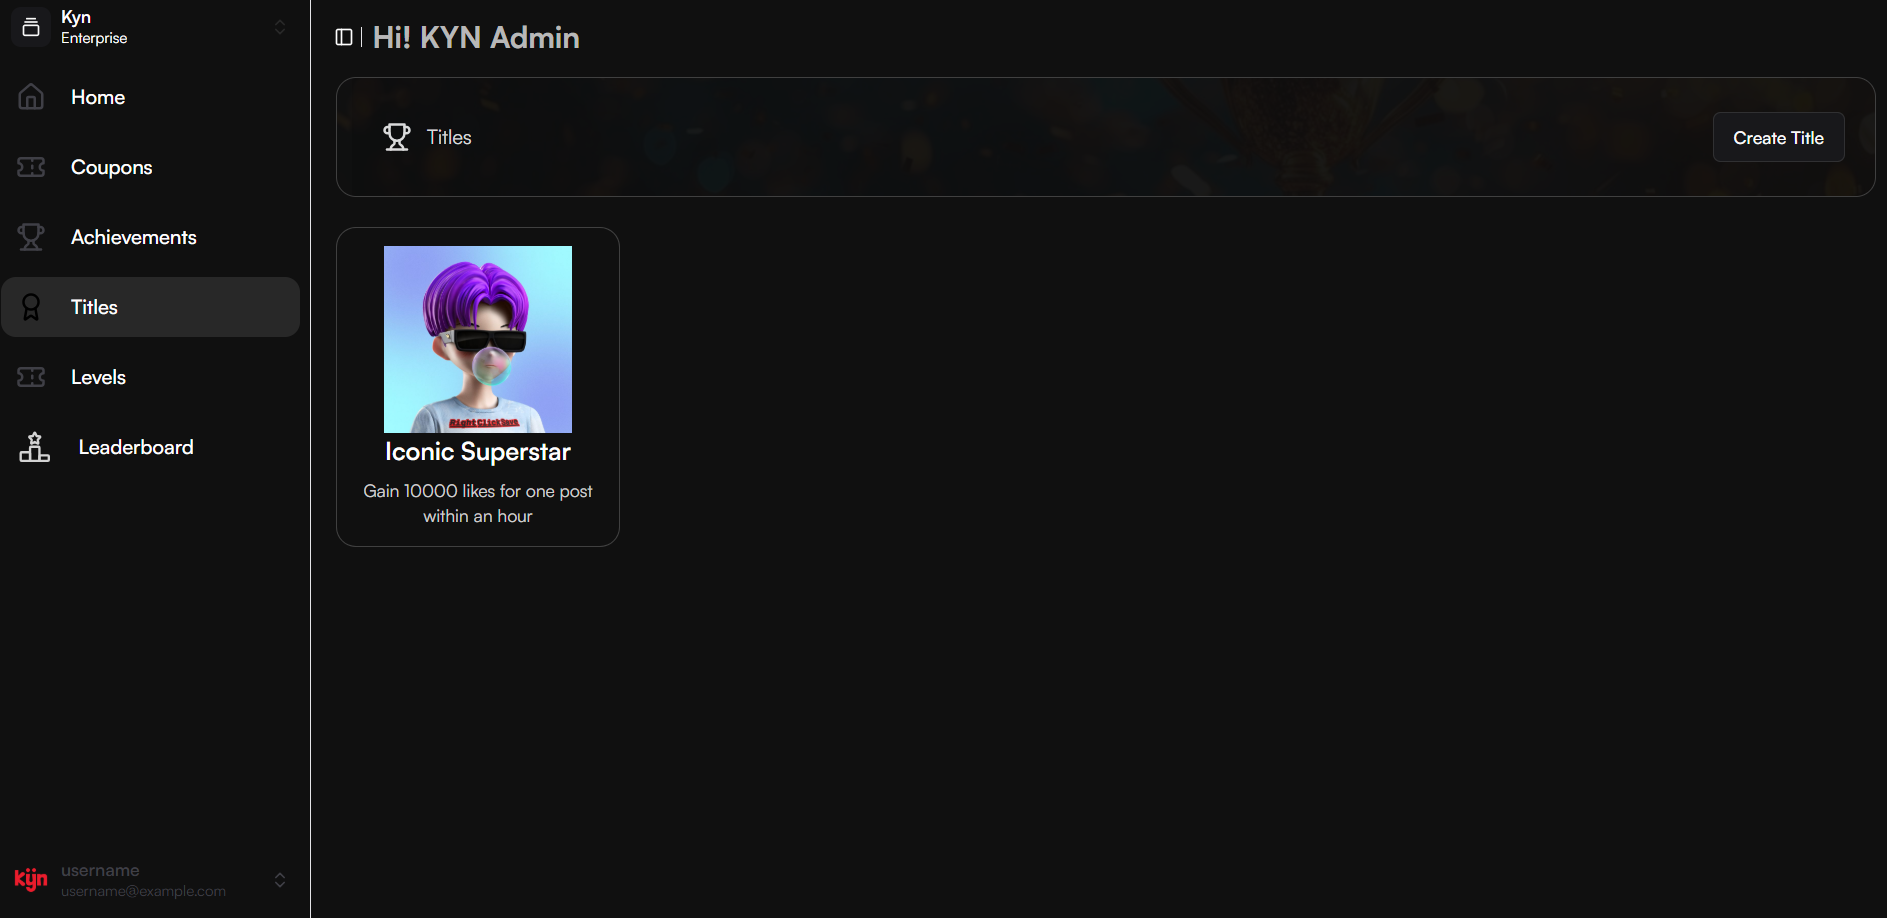 Kyn
Enterprise
Home
Coupons
Achievements
Titles
Levels
Leaderboard
kyn
username
username@example.com
Hi! KYN Admin
Titles
Create Title
RightClickSave
Iconic Superstar
Gain 10000 likes for one post
within an hour